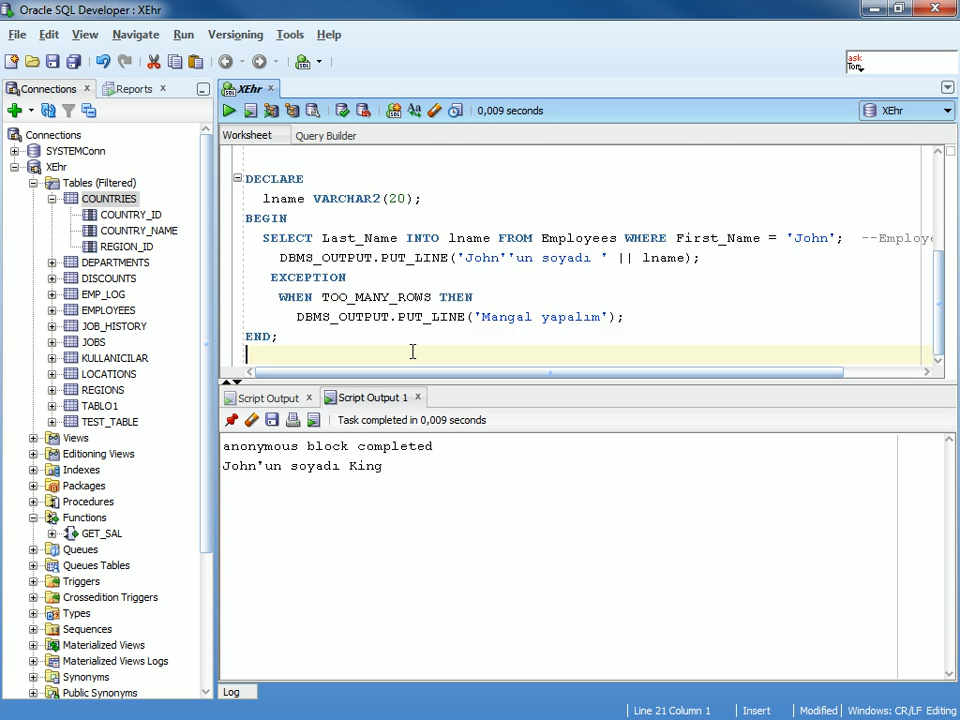 Oracle SQL Developer : XEhr
File Edit View Navigate Run Versioning Tools Help
ask
Tom
Connections
Reports
Connections
SYSTEMConn
XEhr
Tables (Filtered)
COUNTRIES
COUNTRY_ID
COUNTRY_NAME
REGION_ID
DEPARTMENTS
DISCOUNTS
EMP_LOG
EMPLOYEES
JOB_HISTORY
JOBS
KULLANICILAR
LOCATIONS
REGIONS
TABLO1
TEST_TABLE
Views
Editioning Views
Indexes
Packages
Procedures
Functions
GET_SAL
Queues
Queues Tables
Triggers
Crossedition Triggers
Types
Sequences
Materialized Views
Materialized Views Logs
Synonyms
Public Synonyms
XEhr
0,009 seconds
XEhr
Worksheet Query Builder
DECLARE
lname VARCHAR2(20);
BEGIN
SELECT Last_Name INTO lname FROM Employees WHERE First_Name = 'John'; --Employe
DBMS_OUTPUT.PUT_LINE('John''un soyadı ' || lname);
EXCEPTION
WHEN TOO_MANY_ROWS THEN
DBMS_OUTPUT.PUT_LINE('Mangal yapalım');
END;
Script Output
Script Output 1
Task completed in 0,009 seconds
anonymous block completed
John'un soyadı King
Log
Line 21 Column 1
Insert
Modified
Windows: CR/LF
Editing